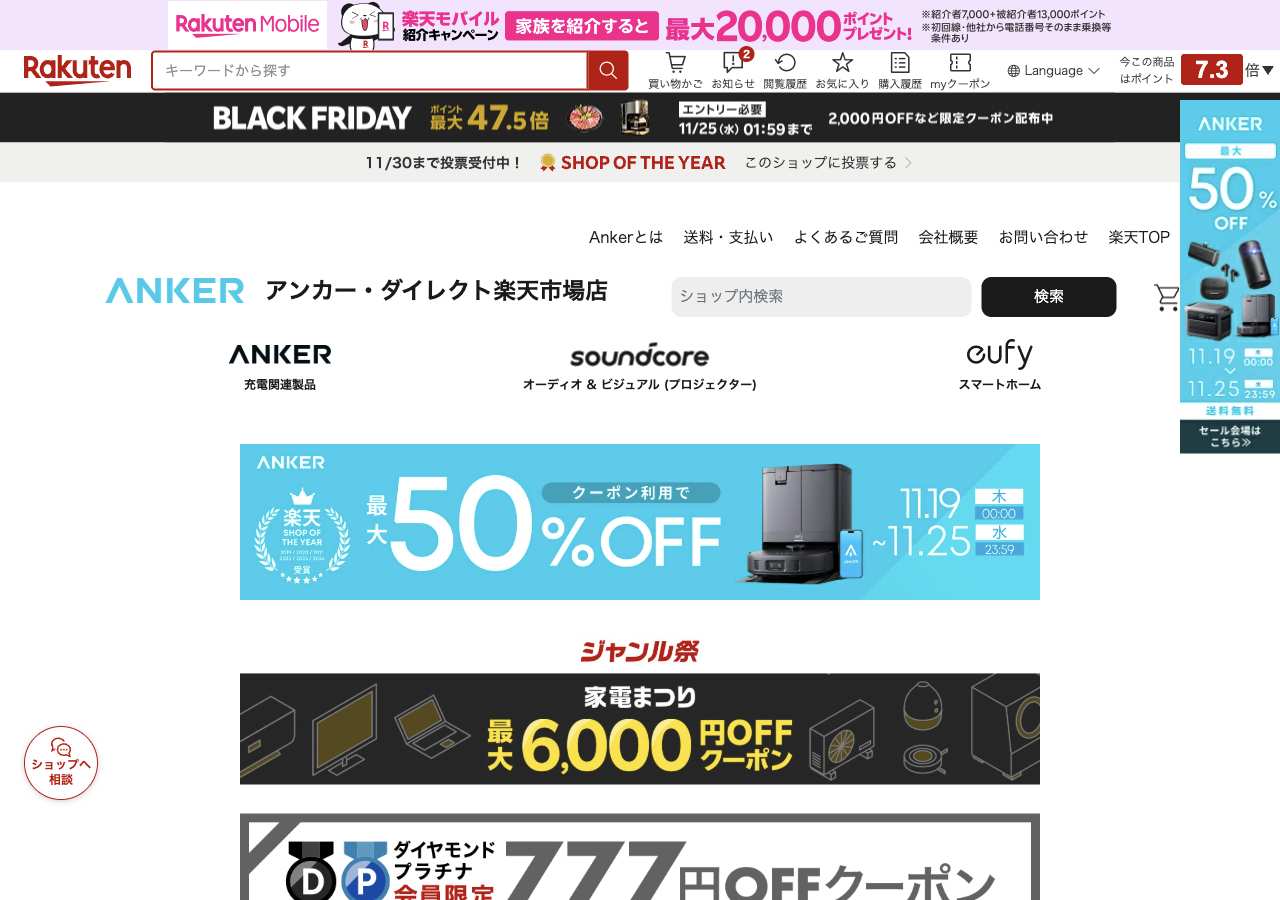 Rakuten Mobile
楽天モバイル
紹介キャンペーン
家族を紹介すると
最大20,000ポイントプレゼント!
※紹介者7,000+被紹介者13,000ポイント
※初回線・他社から電話番号そのまま乗換等
条件あり
Rakuten
キーワードから探す
買い物かご
2
お知らせ
閲覧履歴
お気に入り
購入履歴
myクーポン
Language
今この商品
はポイント
7.3
倍▼
BLACK FRIDAY
ポイント
最大47.5倍
エントリー必要
11/25(水) 01:59まで
2,000円OFFなど限定クーポン配布中
11/30まで投票受付中!
SHOP OF THE YEAR
このショップに投票する
ANKER
最大
50%
OFF
11.19 木 00:00
11.25 水 23:59
送料無料
セール会場は
こちら≫
Ankerとは
送料・支払い
よくあるご質問
会社概要
お問い合わせ
楽天TOP
ANKER
アンカー・ダイレクト楽天市場店
ショップ内検索
検索
ANKER
充電関連製品
soundcore
オーディオ & ビジュアル (プロジェクター)
eufy
スマートホーム
ANKER
楽天
SHOP OF
THE YEAR
受賞
最大
50%OFF
クーポン利用で
11.19 木 00:00
~11.25 水 23:59
ジャンル祭
家電まつり
最大6,000円OFFクーポン
ショップへ
相談
D
P
ダイヤモンド
プラチナ
会員限定
777円OFFクーポン